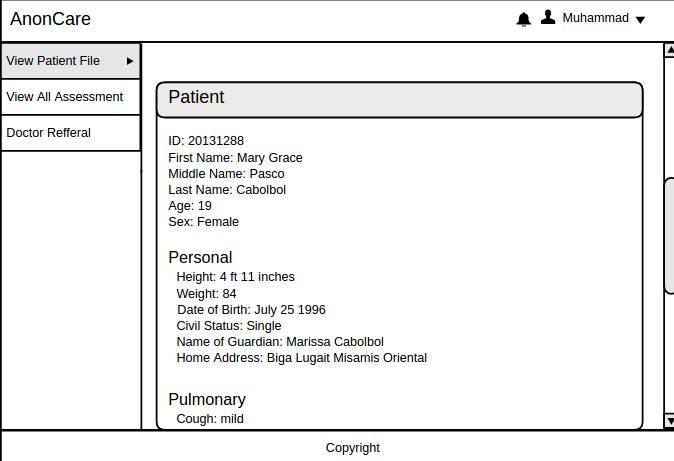 AnonCare
Muhammad
View Patient File
View All Assessment
Doctor Refferal
Patient
ID: 20131288
First Name: Mary Grace
Middle Name: Pasco
Last Name: Cabolbol
Age: 19
Sex: Female
Personal
Height: 4 ft 11 inches
Weight: 84
Date of Birth: July 25 1996
Civil Status: Single
Name of Guardian: Marissa Cabolbol
Home Address: Biga Lugait Misamis Oriental
Pulmonary
Cough: mild
Copyright